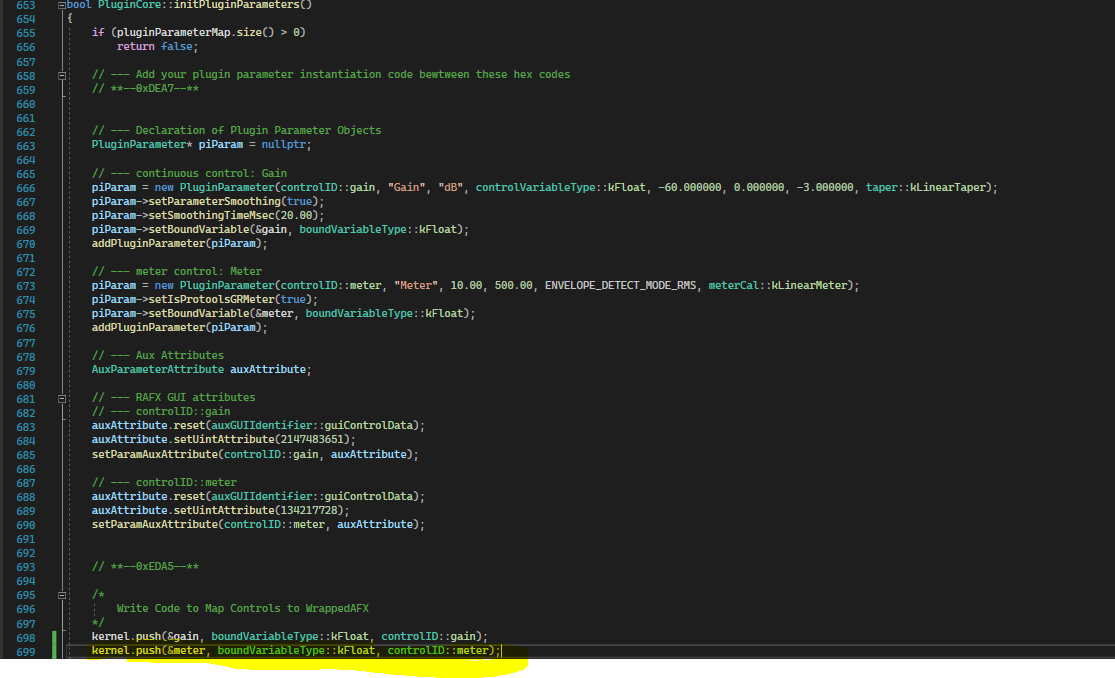 653 bool PluginCore::initPluginParameters()
654 {
655 if (pluginParameterMap.size() > 0)
656 return false;
657
658 // --- Add your plugin parameter instantiation code bewtween these hex codes
659 // **--0xDEA7--**
660
661
662 // --- Declaration of Plugin Parameter Objects
663 PluginParameter* piParam = nullptr;
664
665 // --- continuous control: Gain
666 piParam = new PluginParameter(controlID::gain, "Gain", "dB", controlVariableType::kFloat, -60.000000, 0.000000, -3.000000, taper::kLinearTaper);
667 piParam->setParameterSmoothing(true);
668 piParam->setSmoothingTimeMsec(20.00);
669 piParam->setBoundVariable(&gain, boundVariableType::kFloat);
670 addPluginParameter(piParam);
671
672 // --- meter control: Meter
673 piParam = new PluginParameter(controlID::meter, "Meter", 10.00, 500.00, ENVELOPE_DETECT_MODE_RMS, meterCal::kLinearMeter);
674 piParam->setIsProtoolsGRMeter(true);
675 piParam->setBoundVariable(&meter, boundVariableType::kFloat);
676 addPluginParameter(piParam);
677
678 // --- Aux Attributes
679 AuxParameterAttribute auxAttribute;
680
681 // --- RAFX GUI attributes
682 // --- controlID::gain
683 auxAttribute.reset(auxGUIIdentifier::guiControlData);
684 auxAttribute.setUintAttribute(2147483651);
685 setParamAuxAttribute(controlID::gain, auxAttribute);
686
687 // --- controlID::meter
688 auxAttribute.reset(auxGUIIdentifier::guiControlData);
689 auxAttribute.setUintAttribute(134217728);
690 setParamAuxAttribute(controlID::meter, auxAttribute);
691
692
693 // **--0xEDA5--**
694
695 /*
696 Write Code to Map Controls to WrappedAFX
697 */
698 kernel.push(&gain, boundVariableType::kFloat, controlID::gain);
699 kernel.push(&meter, boundVariableType::kFloat, controlID::meter);